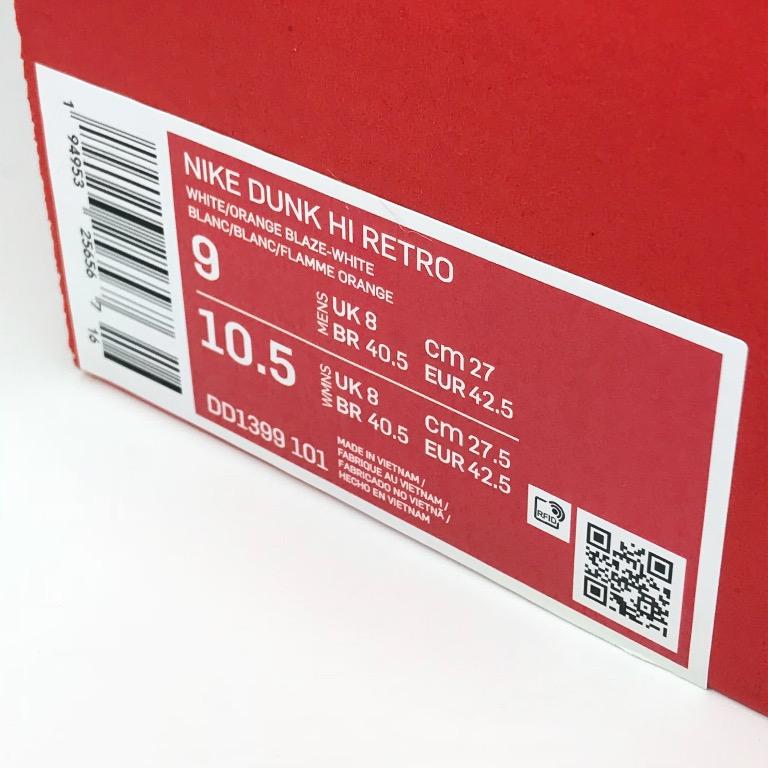 1 94953 25656 7 16
NIKE DUNK HI RETRO
WHITE/ORANGE BLAZE-WHITE
BLANC/BLANC/FLAMME ORANGE
9
MENS
UK 8
BR 40.5
cm 27
EUR 42.5
10.5
WMNS
UK 8
BR 40.5
cm 27.5
EUR 42.5
DD1399 101
MADE IN VIETNAM /
FABRIQUE AU VIETNAM /
FABRICADO NO VIETNÃ /
HECHO EN VIETNAM
RFID